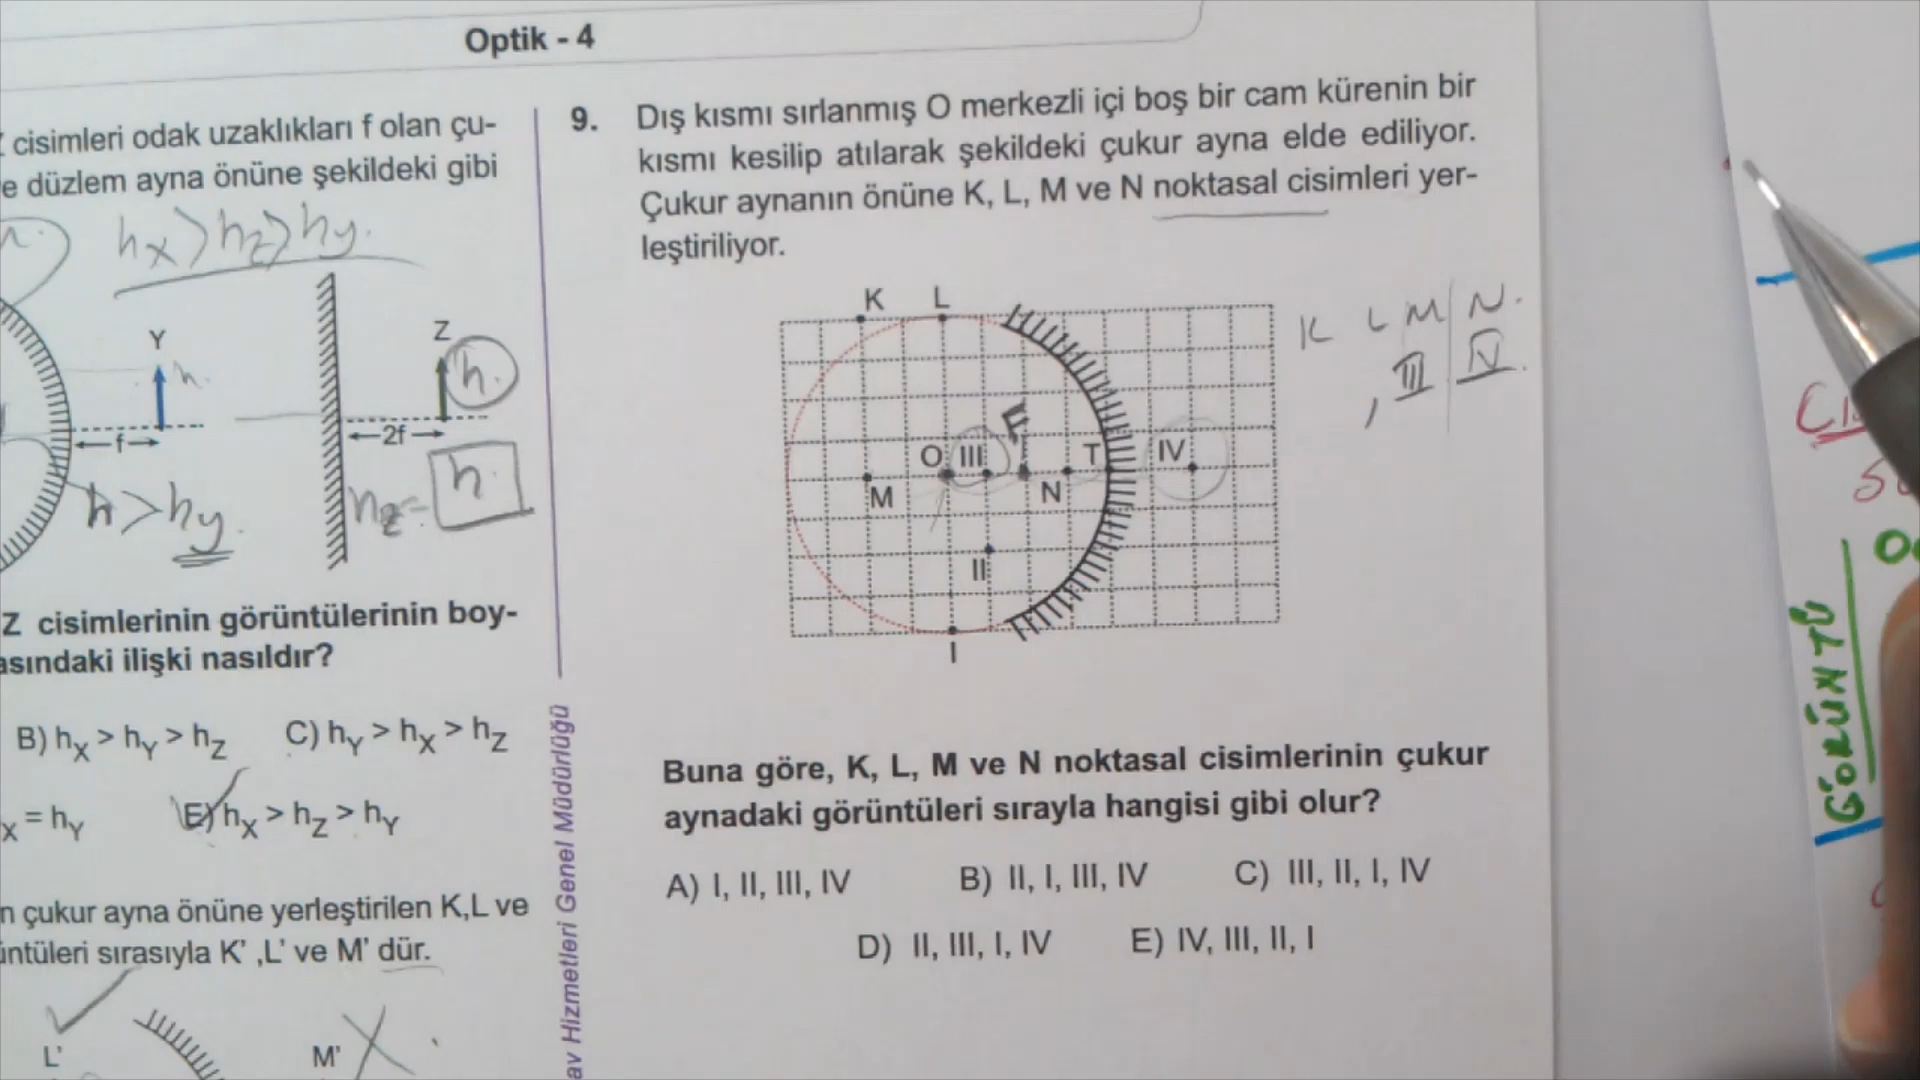 Optik - 4
cisimleri odak uzaklıkları f olan çu-
e düzlem ayna önüne şekildeki gibi
hx > hz > hy.
Y
h.
f
h > hy
Z
h.
2f
hz =
h
Z cisimlerinin görüntülerinin boy-
asındaki ilişki nasıldır?
B) hX > hY > hZ
C) hY > hX > hZ
X = hY
E) hX > hZ > hY
n çukur ayna önüne yerleştirilen K,L ve
üntüleri sırasıyla K' ,L' ve M' dür.
L'
M'
av Hizmetleri Genel Müdürlüğü
9. Dış kısmı sırlanmış O merkezli içi boş bir cam kürenin bir
kısmı kesilip atılarak şekildeki çukur ayna elde ediliyor.
Çukur aynanın önüne K, L, M ve N noktasal cisimleri yer-
leştiriliyor.
K L
F
O III T IV
M N
II
I
K L M N.
, III IV.
Buna göre, K, L, M ve N noktasal cisimlerinin çukur
aynadaki görüntüleri sırayla hangisi gibi olur?
A) I, II, III, IV
B) II, I, III, IV
C) III, II, I, IV
D) II, III, I, IV
E) IV, III, II, I
GÖRÜNTÜ